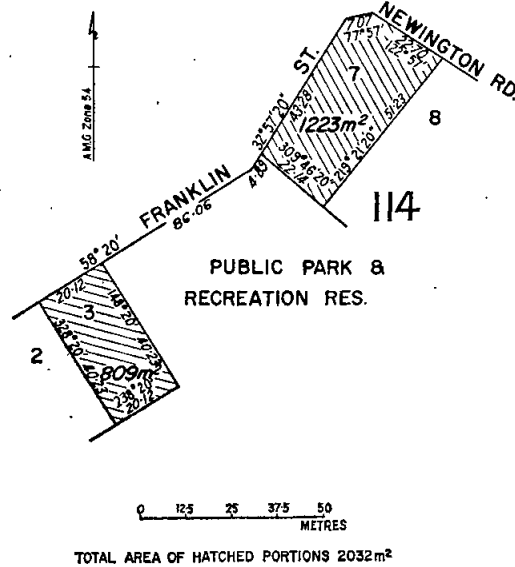 NEWINGTON RD.
7·07
77° 57'
22·70
122° 57'
ST.
7
32° 57' 20"
43·28
1223m²
51·23
8
309° 46' 20"
22·14
219° 21' 20"
A.M.G. Zone 54
4·89
114
FRANKLIN
86·06
58° 20'
PUBLIC PARK &
RECREATION RES.
20·12
3
148° 20'
40·23
328° 20'
40·23
2
809m²
238° 20'
20·12
0 12·5 25 37·5 50
METRES
TOTAL AREA OF HATCHED PORTIONS 2032m²